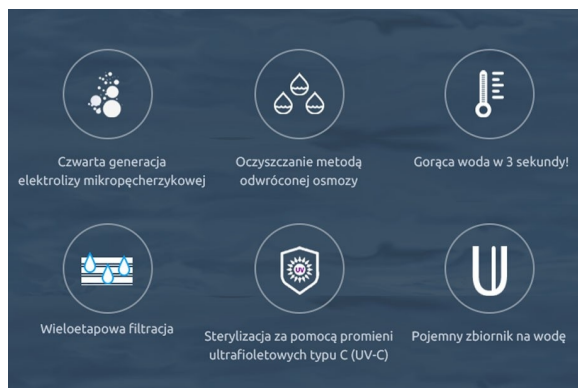 Czwarta generacja
elektrolizy mikropęcherzykowej
Oczyszczanie metodą
odwróconej osmozy
Gorąca woda w 3 sekundy!
Wieloetapowa filtracja
UV
Sterylizacja za pomocą promieni
ultrafioletowych typu C (UV-C)
Pojemny zbiornik na wodę